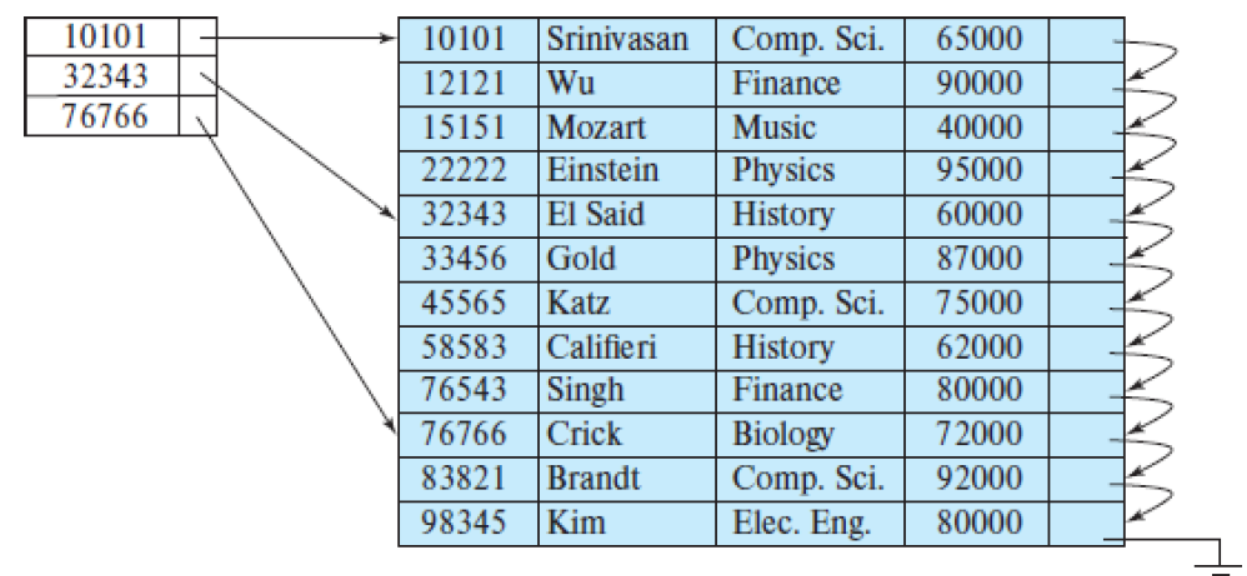 10101
32343
76766
10101 Srinivasan Comp. Sci. 65000
12121 Wu Finance 90000
15151 Mozart Music 40000
22222 Einstein Physics 95000
32343 El Said History 60000
33456 Gold Physics 87000
45565 Katz Comp. Sci. 75000
58583 Califieri History 62000
76543 Singh Finance 80000
76766 Crick Biology 72000
83821 Brandt Comp. Sci. 92000
98345 Kim Elec. Eng. 80000